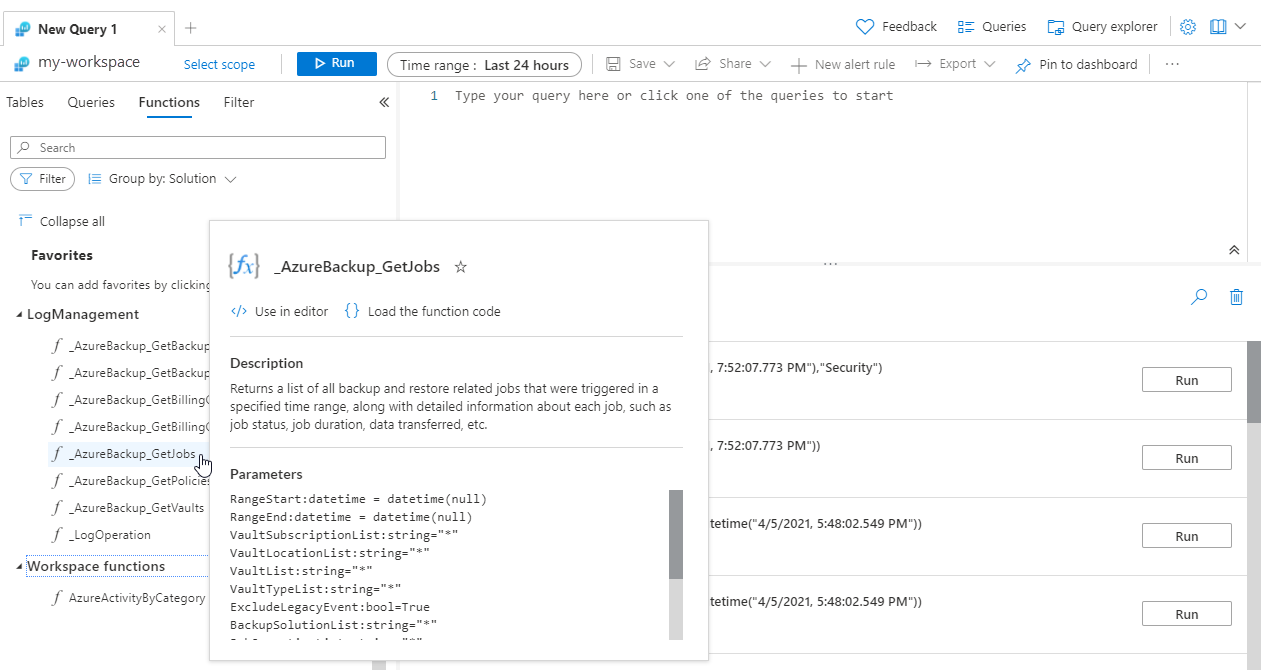 New Query 1
Feedback
Queries
Query explorer
my-workspace
Select scope
Run
Time range : Last 24 hours
Save
Share
New alert rule
Export
Pin to dashboard
Tables
Queries
Functions
Filter
1 Type your query here or click one of the queries to start
Search
Filter
Group by: Solution
Collapse all
Favorites
You can add favorites by clicking
LogManagement
f _AzureBackup_GetBackup
f _AzureBackup_GetBackup
f _AzureBackup_GetBilling
f _AzureBackup_GetBilling
f _AzureBackup_GetJobs
f _AzureBackup_GetPolicies
f _AzureBackup_GetVaults
f _LogOperation
Workspace functions
f AzureActivityByCategory
{fx} _AzureBackup_GetJobs
</> Use in editor
{} Load the function code
Description
Returns a list of all backup and restore related jobs that were triggered in a
specified time range, along with detailed information about each job, such as
job status, job duration, data transferred, etc.
Parameters
RangeStart:datetime = datetime(null)
RangeEnd:datetime = datetime(null)
VaultSubscriptionList:string="*"
VaultLocationList:string="*"
VaultList:string="*"
VaultTypeList:string="*"
ExcludeLegacyEvent:bool=True
BackupSolutionList:string="*"
, 7:52:07.773 PM"),"Security")
Run
, 7:52:07.773 PM"))
Run
tetime("4/5/2021, 5:48:02.549 PM"))
Run
tetime("4/5/2021, 5:48:02.549 PM"))
Run